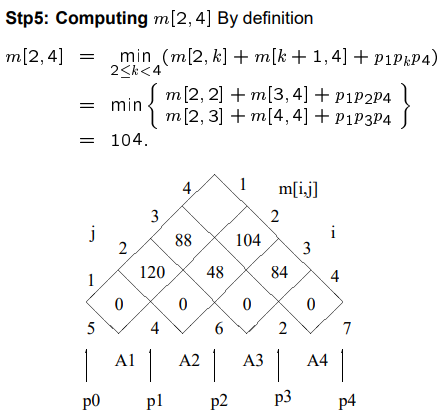 Stp5: Computing m[2,4] By definition
m[2,4] = min 2≤k<4 (m[2,k] + m[k+1,4] + p1pkp4)
= min { m[2,2] + m[3,4] + p1p2p4
m[2,3] + m[4,4] + p1p3p4 }
= 104.
4 1 m[i,j]
3 2
j 88 104 i
2 3
120 48 84
1 4
0 0 0 0
5 4 6 2 7
A1 A2 A3 A4
p0 p1 p2 p3 p4